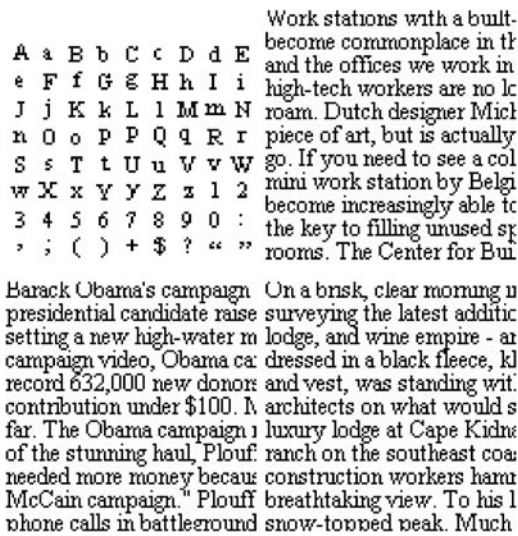 A a B b C c D d E
e F f G g H h I i
J j K k L l M m N
n O o P p Q q R r
S s T t U u V v W
w X x Y y Z z 1 2
3 4 5 6 7 8 9 0 :
, ; ( ) + $ ? “ ”
Work stations with a built-
become commonplace in th
and the offices we work in
high-tech workers are no lo
roam. Dutch designer Mich
piece of art, but is actually
go. If you need to see a col
mini work station by Belgi
become increasingly able to
the key to filling unused sp
rooms. The Center for Bui
Barack Obama's campaign
presidential candidate raise
setting a new high-water m
campaign video, Obama ca
record 632,000 new donors
contribution under $100. M
far. The Obama campaign
of the stunning haul, Plouf
needed more money becaus
McCain campaign." Plouff
phone calls in battleground
On a brisk, clear morning i
surveying the latest additio
lodge, and wine empire - an
dressed in a black fleece, kl
and vest, was standing wit
architects on what would s
luxury lodge at Cape Kidna
ranch on the southeast coa
construction workers hamm
breathtaking view. To his l
snow-topped peak. Much